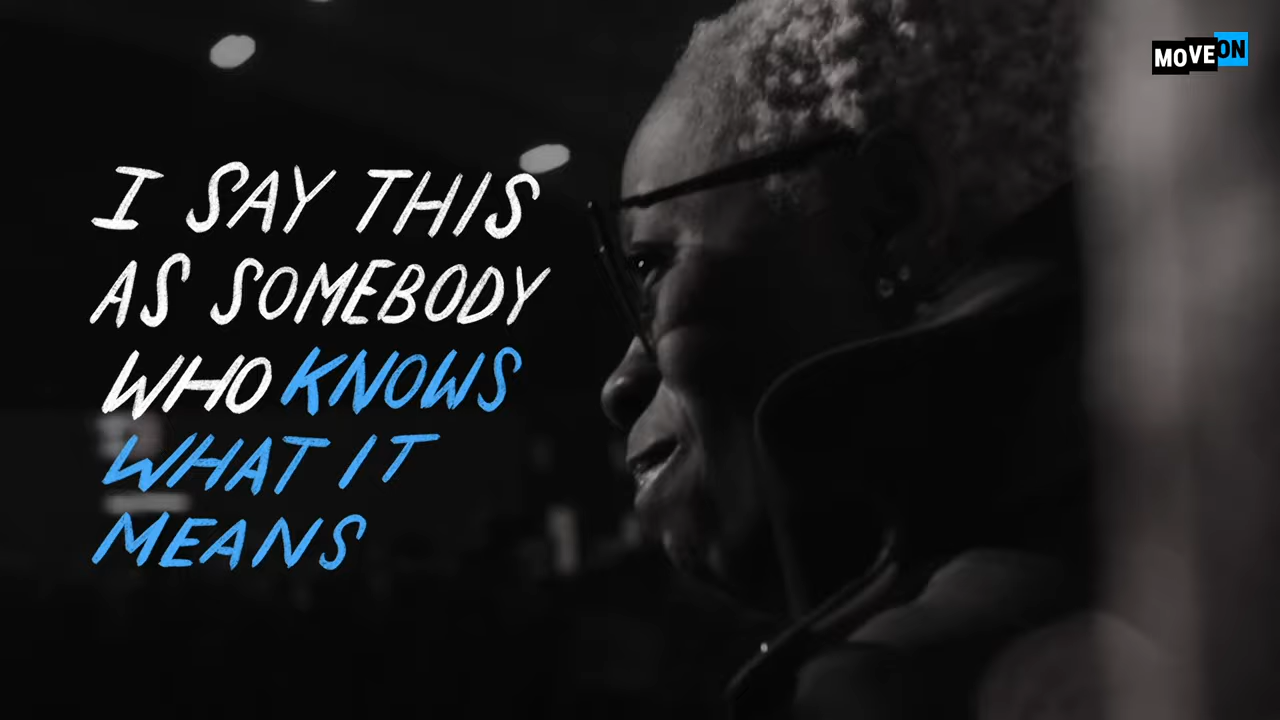 I SAY THIS
AS SOMEBODY
WHO KNOWS
WHAT IT
MEANS
MOVEON